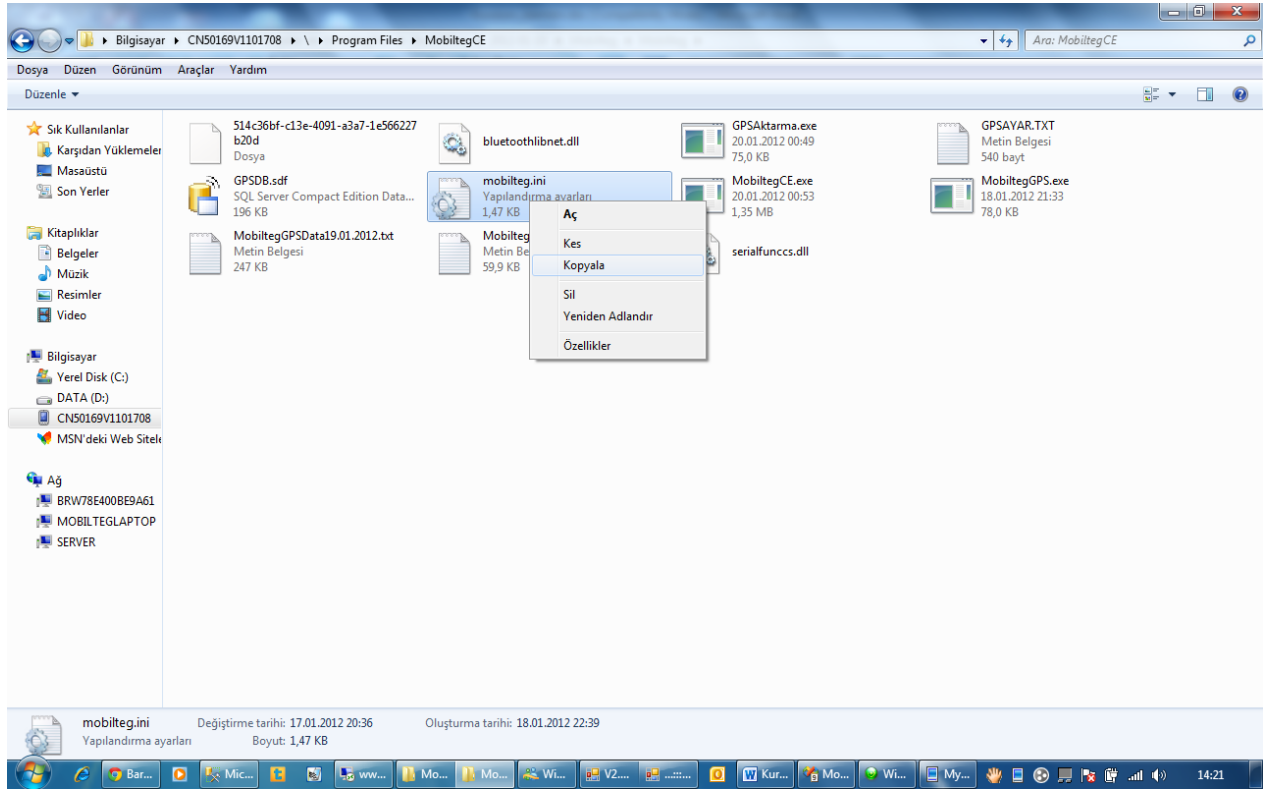 Bilgisayar ▸ CN50169V1101708 ▸ \ ▸ Program Files ▸ MobiltegCE
Ara: MobiltegCE
Dosya Düzen Görünüm Araçlar Yardım
Düzenle
Sık Kullanılanlar
Karşıdan Yüklemeler
Masaüstü
Son Yerler
Kitaplıklar
Belgeler
Müzik
Resimler
Video
Bilgisayar
Yerel Disk (C:)
DATA (D:)
CN50169V1101708
MSN'deki Web Sitele
Ağ
BRW78E400BE9A61
MOBILTEGLAPTOP
SERVER
514c36bf-c13e-4091-a3a7-1e566227
b20d
Dosya
bluetoothlibnet.dll
GPSAktarma.exe
20.01.2012 00:49
75,0 KB
GPSAYAR.TXT
Metin Belgesi
540 bayt
GPSDB.sdf
SQL Server Compact Edition Data...
196 KB
mobilteg.ini
Yapılandırma ayarları
1,47 KB
MobiltegCE.exe
20.01.2012 00:53
1,35 MB
MobiltegGPS.exe
18.01.2012 21:33
78,0 KB
MobiltegGPSData19.01.2012.txt
Metin Belgesi
247 KB
Mobilteg
Metin Be
59,9 KB
serialfunccs.dll
Aç
Kes
Kopyala
Sil
Yeniden Adlandır
Özellikler
mobilteg.ini Değiştirme tarihi: 17.01.2012 20:36 Oluşturma tarihi: 18.01.2012 22:39
Yapılandırma ayarları Boyut: 1,47 KB
Bar... Mic... ww... Mo... Mo... Wi... V2.... ..::... Kur... Mo... Wi... My... 14:21